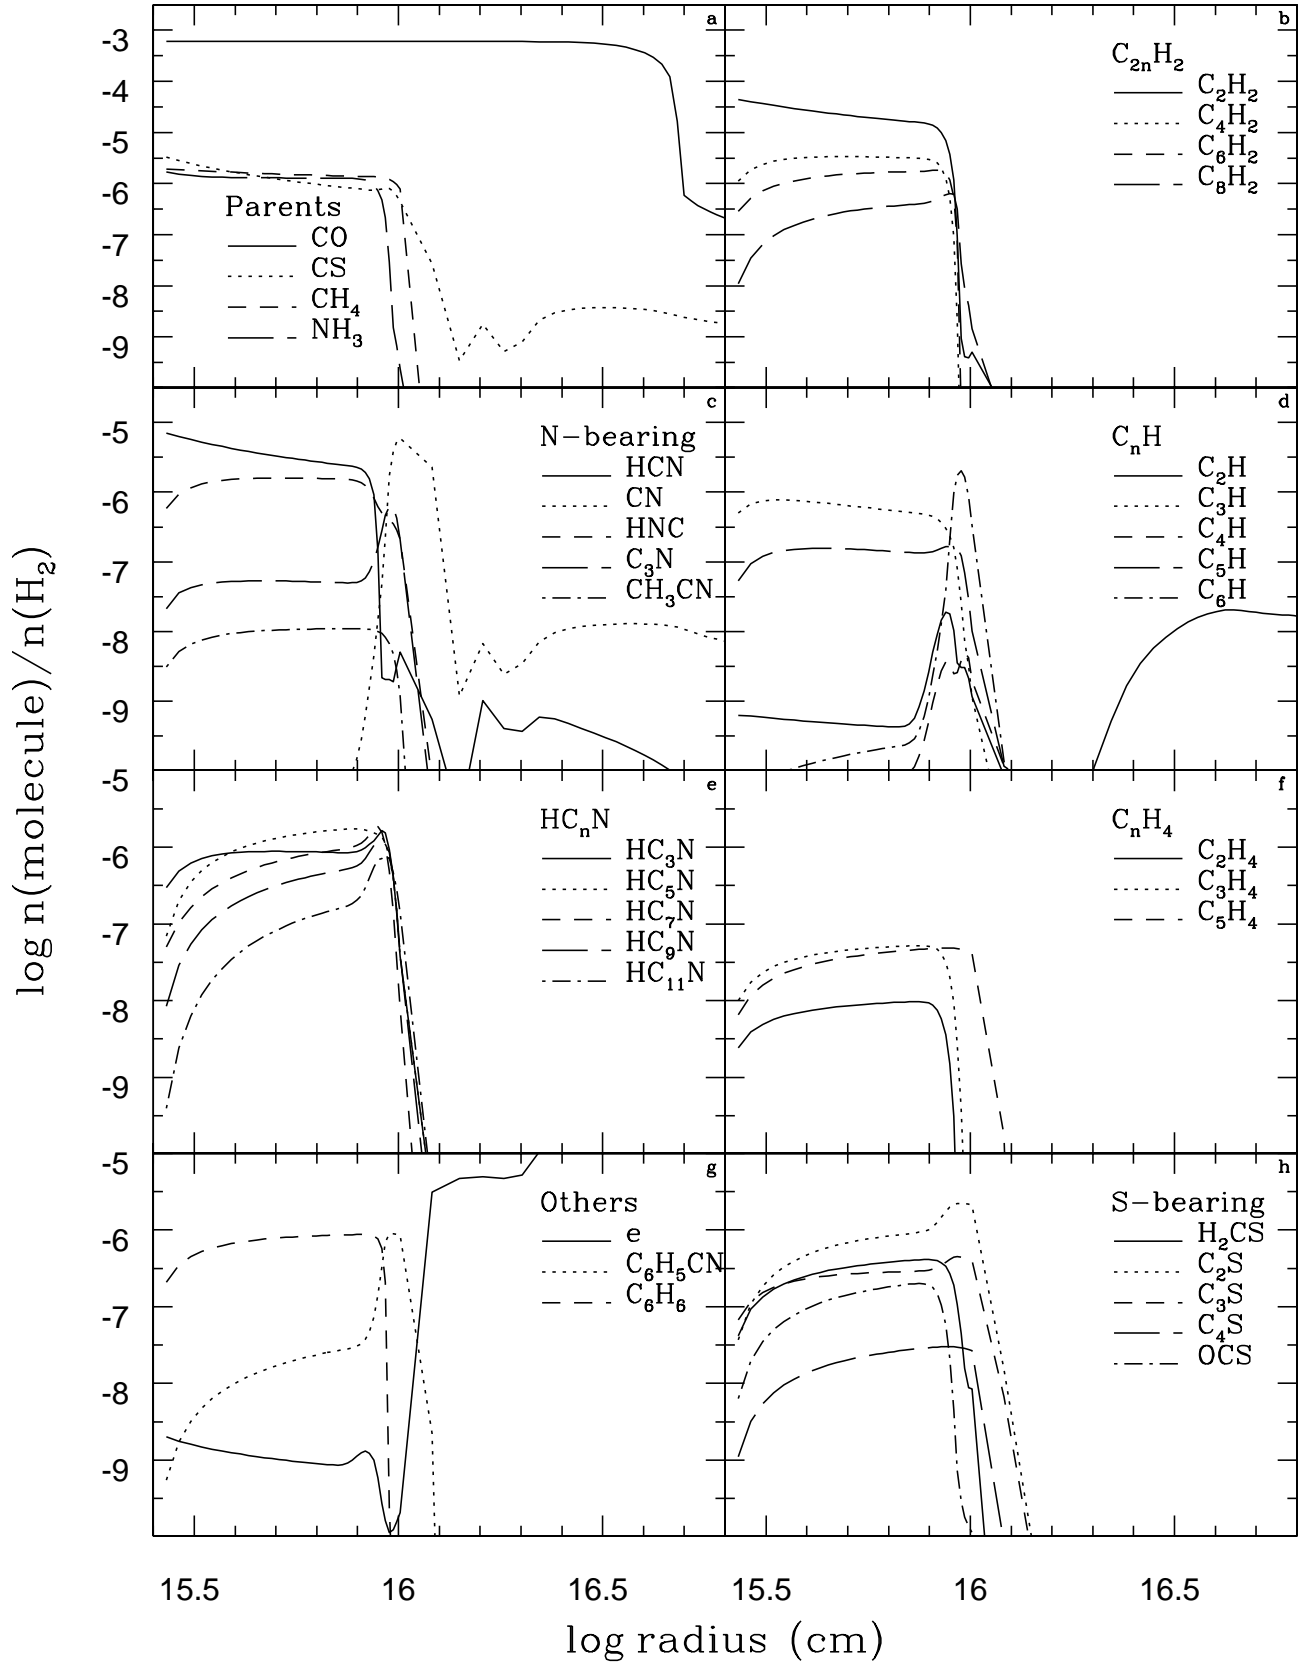 a
-3
-4
-5
-6
-7
-8
-9
Parents
CO
CS
CH4
NH3
b
C2nH2
C2H2
C4H2
C6H2
C8H2
c
-5
-6
-7
-8
-9
N-bearing
HCN
CN
HNC
C3N
CH3CN
d
CnH
C2H
C3H
C4H
C5H
C6H
e
-5
-6
-7
-8
-9
HCnN
HC3N
HC5N
HC7N
HC9N
HC11N
f
CnH4
C2H4
C3H4
C5H4
g
-5
-6
-7
-8
-9
Others
e
C6H5CN
C6H6
h
S-bearing
H2CS
C2S
C3S
C4S
OCS
log n(molecule)/n(H2)
15.5 16 16.5 15.5 16 16.5
log radius (cm)